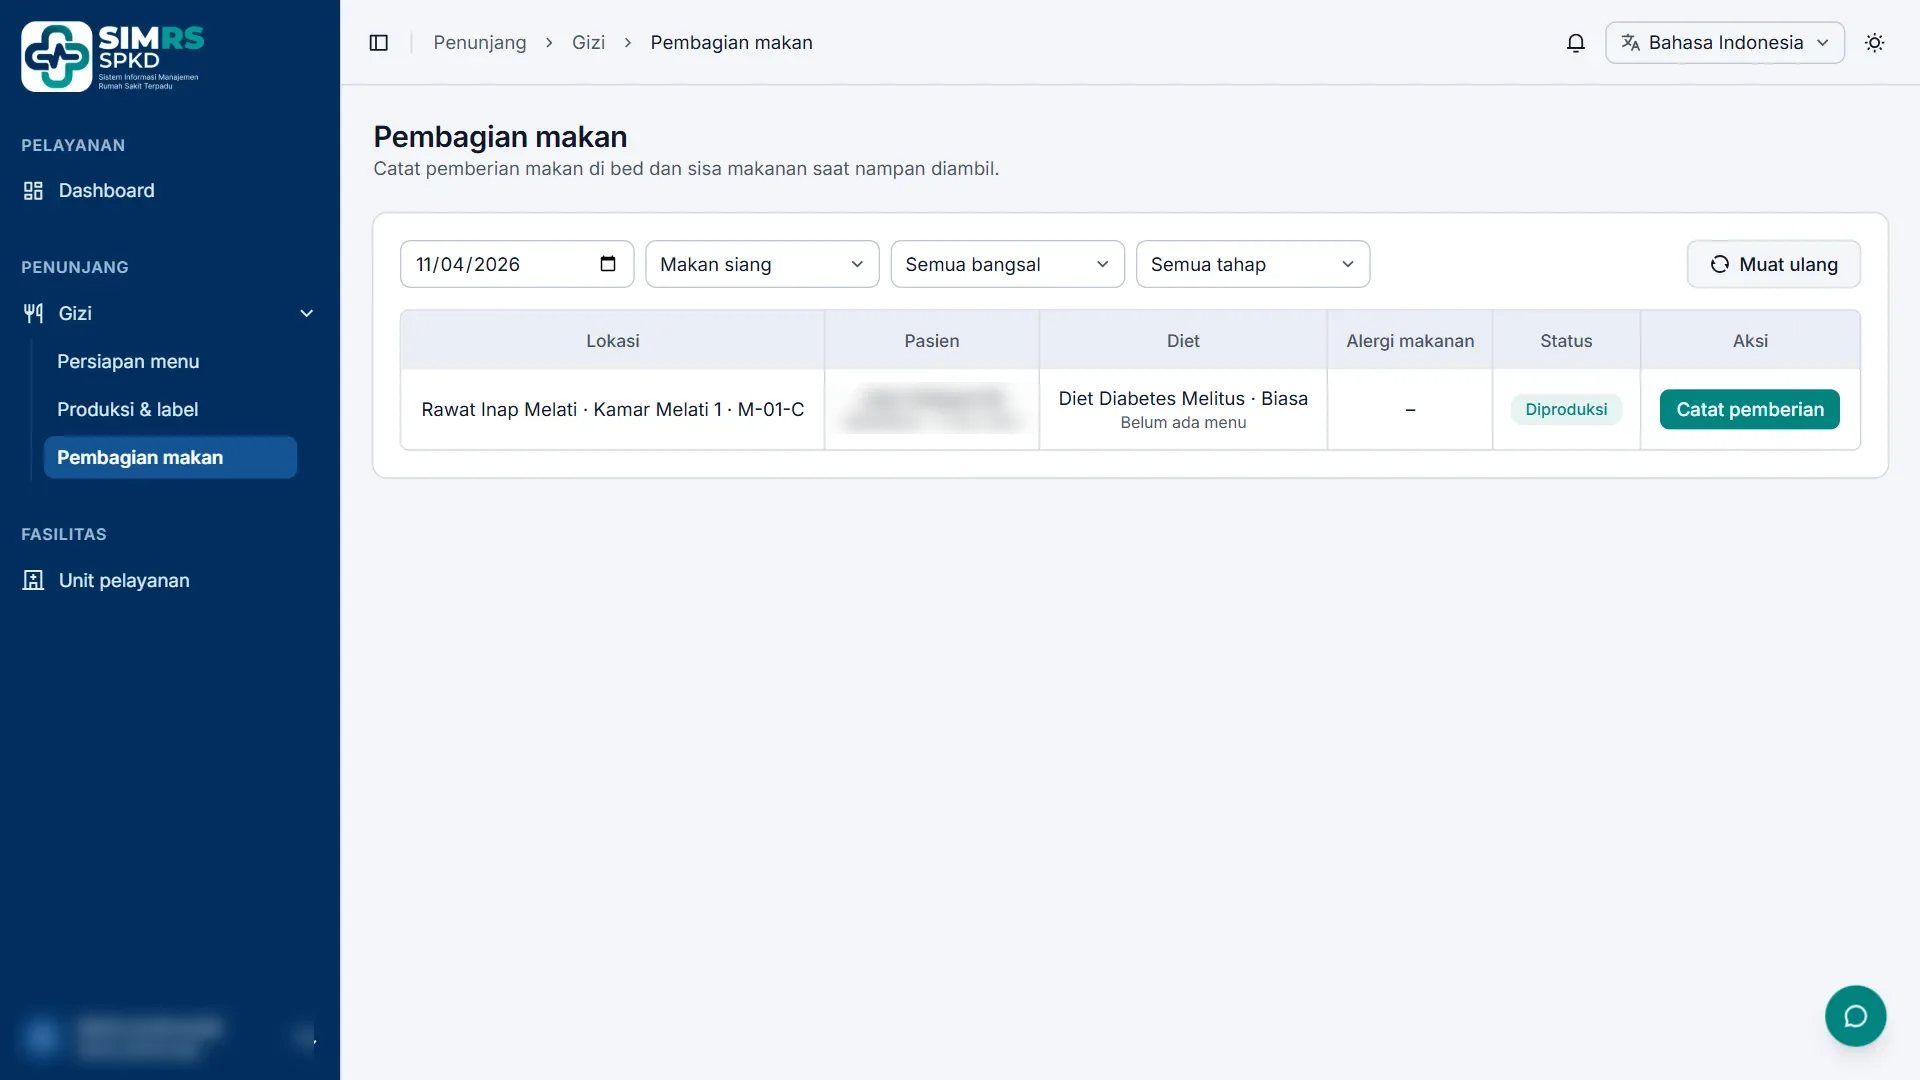 SIMRS
SPKD
Sistem Informasi Manajemen
Rumah Sakit Terpadu
PELAYANAN
Dashboard
PENUNJANG
Gizi
Persiapan menu
Produksi & label
Pembagian makan
FASILITAS
Unit pelayanan
Penunjang > Gizi > Pembagian makan
Bahasa Indonesia
Pembagian makan
Catat pemberian makan di bed dan sisa makanan saat nampan diambil.
11/04/2026 Makan siang Semua bangsal Semua tahap Muat ulang
Lokasi Pasien Diet Alergi makanan Status Aksi
Rawat Inap Melati · Kamar Melati 1 · M-01-C Diet Diabetes Melitus · Biasa – Diproduksi Catat pemberian
Belum ada menu